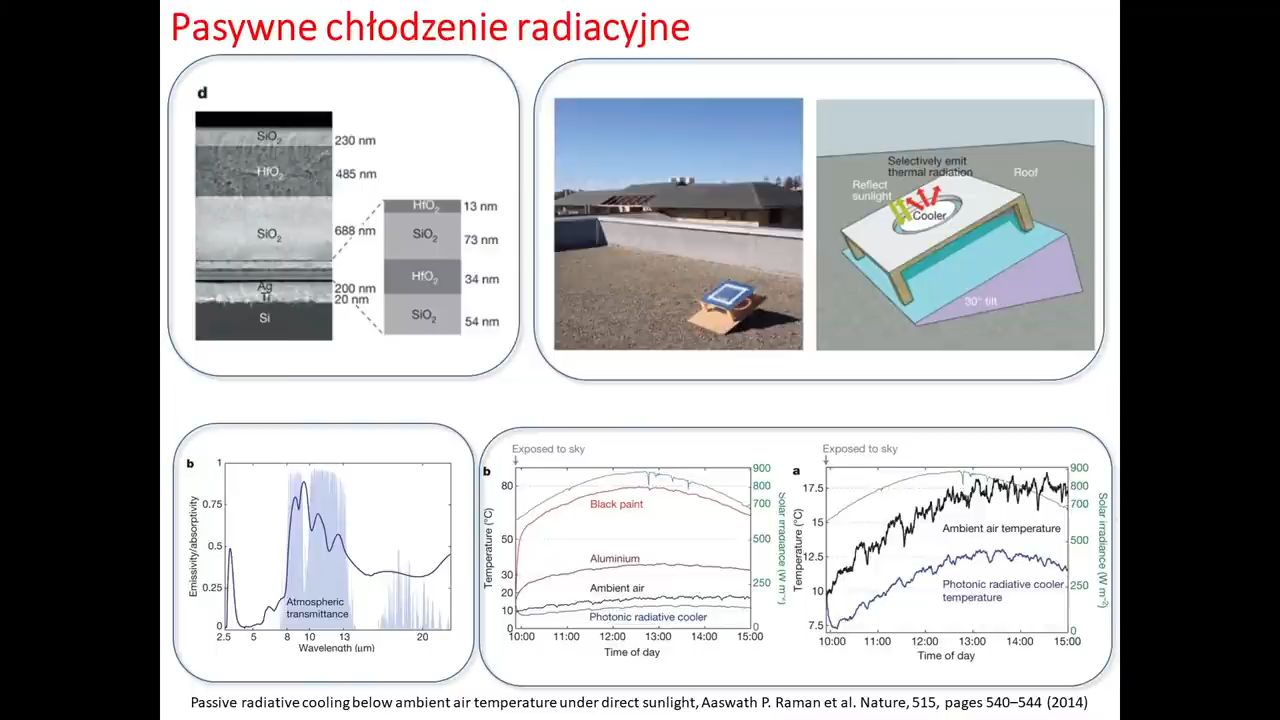 Pasywne chłodzenie radiacyjne
d
SiO2
230 nm
HfO2
485 nm
SiO2
688 nm
Ag
200 nm
Ti
20 nm
Si
HfO2
13 nm
SiO2
73 nm
HfO2
34 nm
SiO2
54 nm
Selectively emit
thermal radiation
Reflect
sunlight
Roof
Cooler
30° tilt
b
Emissivity/absorptivity
1
0.75
0.5
0.25
0
Atmospheric
transmittance
2.5 5 8 10 13 20
Wavelength (μm)
Exposed to sky
b
Temperature (°C)
80
50
30
20
10
0
Black paint
Aluminium
Ambient air
Photonic radiative cooler
900
800
700
500
250
0
Solar irradiance (W m⁻²)
10:00 11:00 12:00 13:00 14:00 15:00
Time of day
Exposed to sky
a
Temperature (°C)
17.5
15
12.5
10
7.5
Ambient air temperature
Photonic radiative cooler
temperature
900
800
700
500
250
0
Solar irradiance (W m⁻²)
10:00 11:00 12:00 13:00 14:00 15:00
Time of day
Passive radiative cooling below ambient air temperature under direct sunlight, Aaswath P. Raman et al. Nature, 515, pages 540–544 (2014)